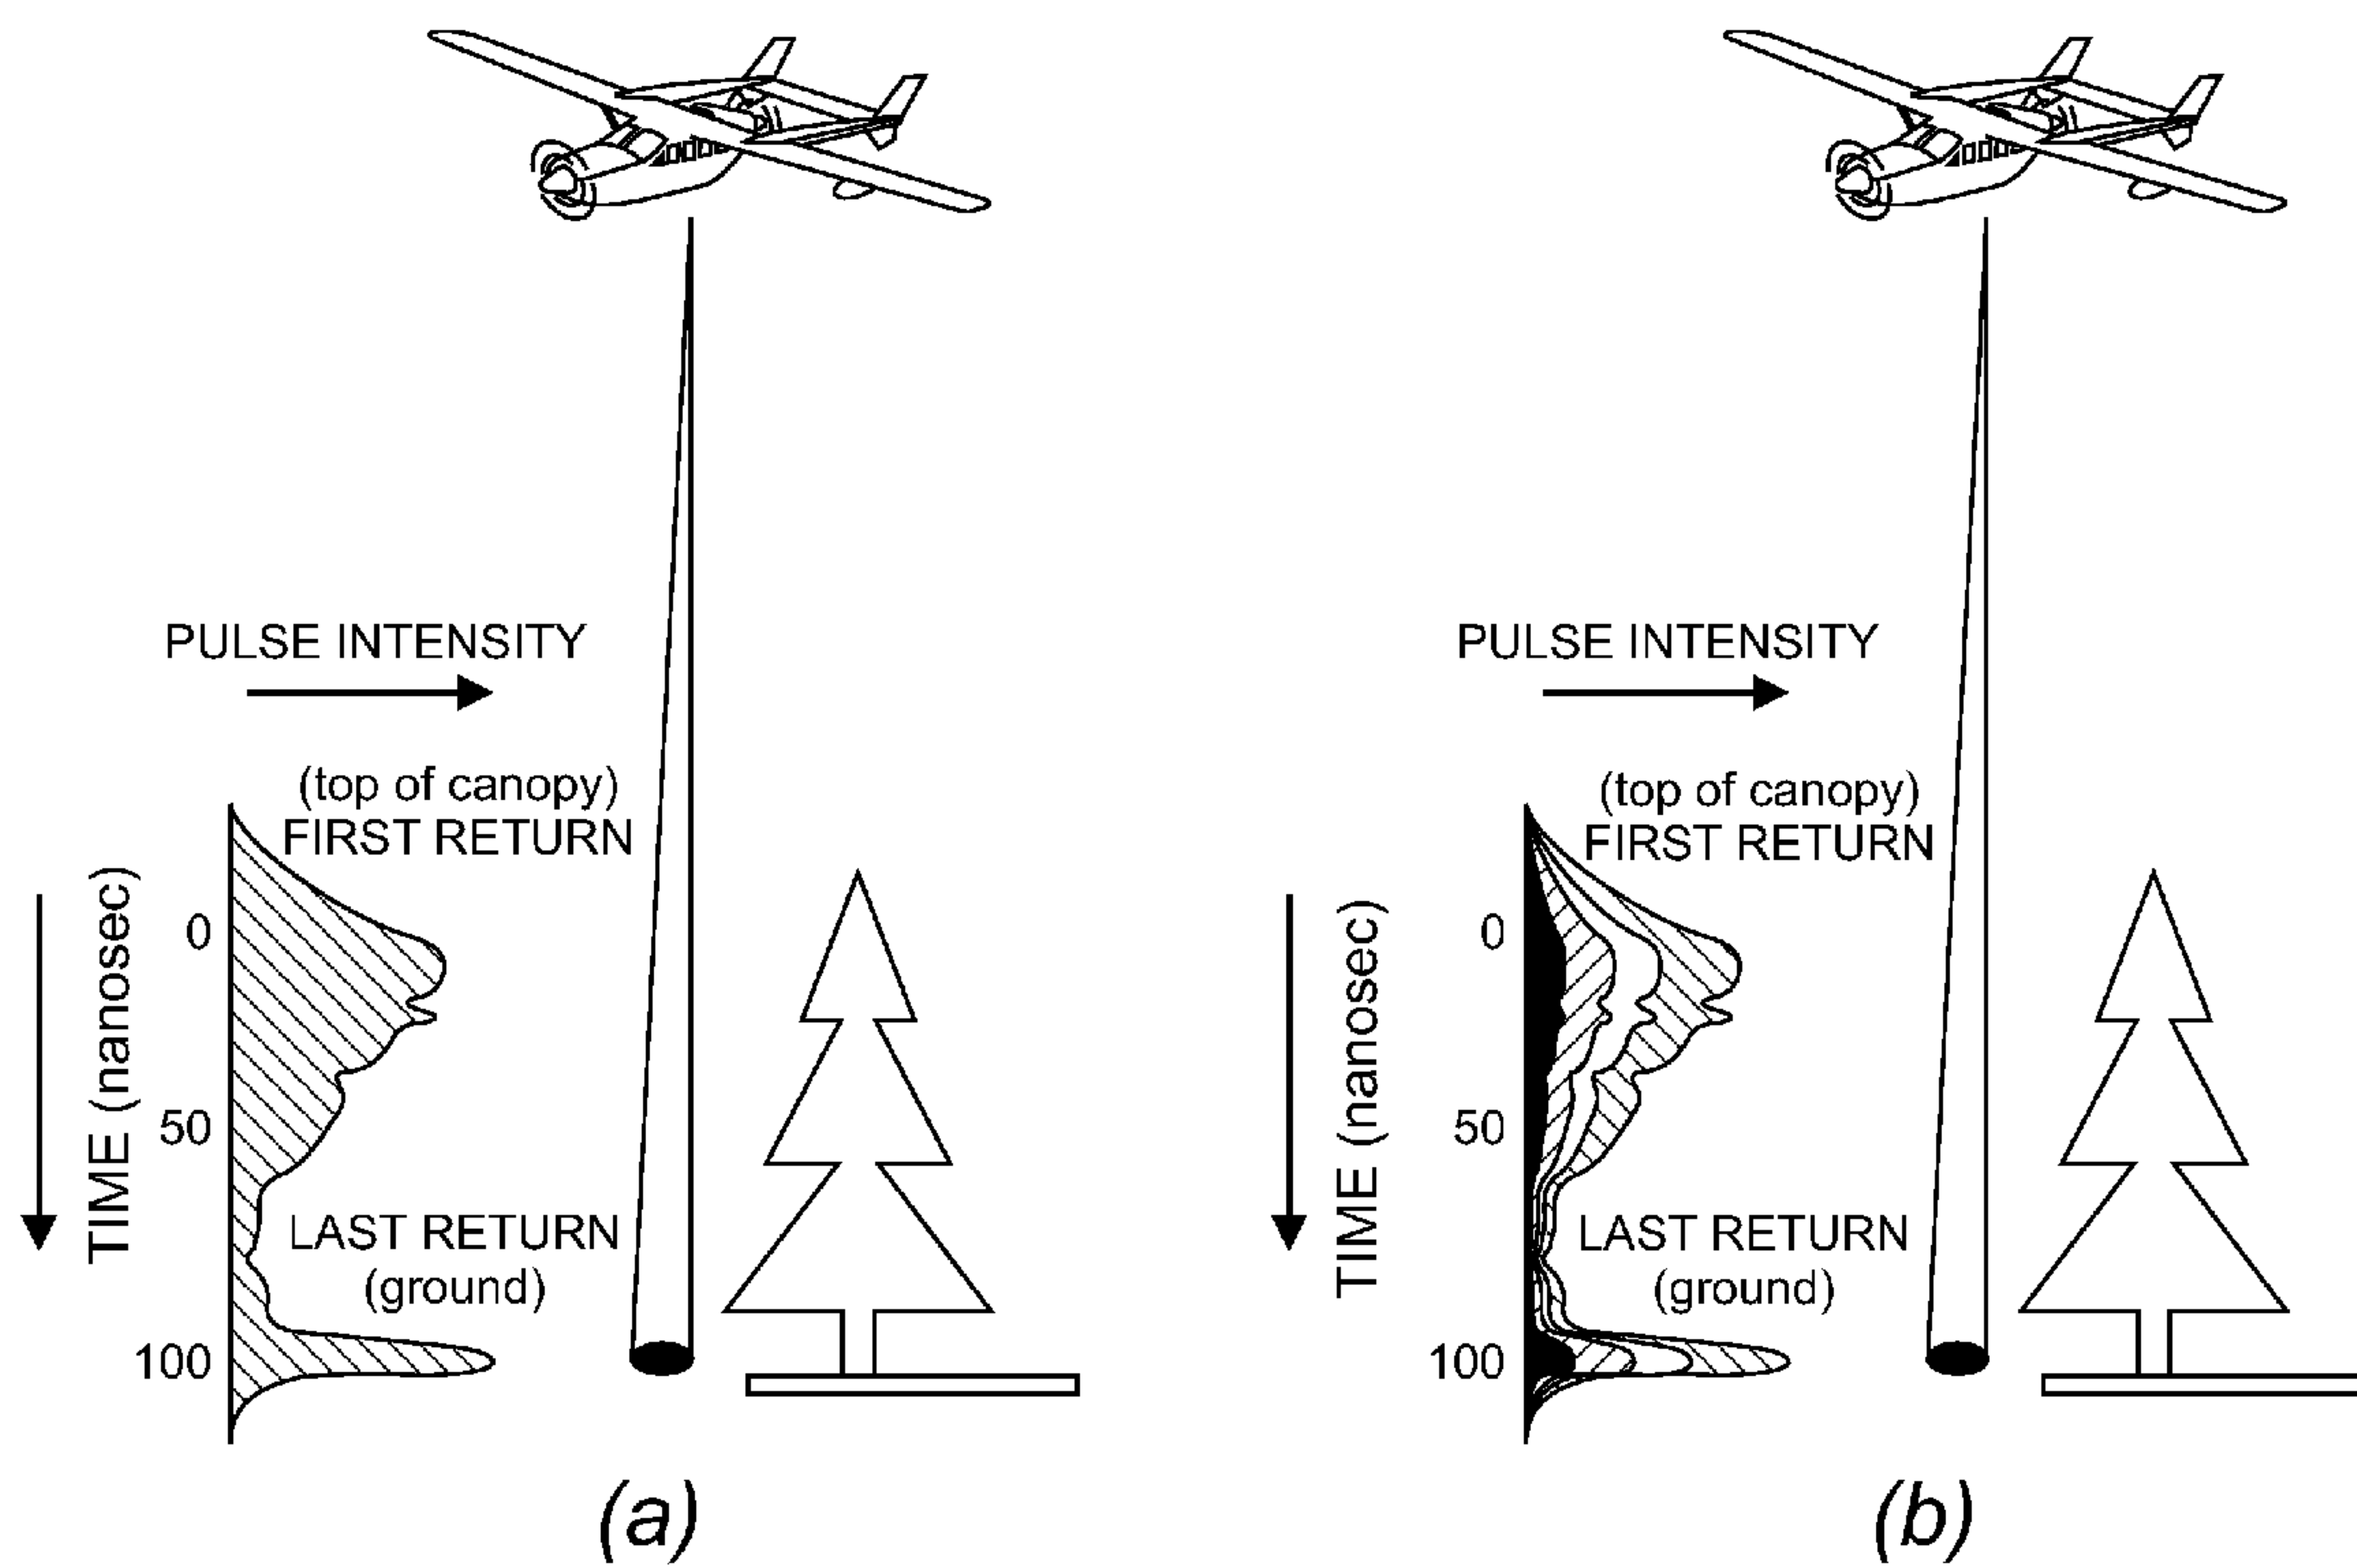 PULSE INTENSITY
(top of canopy)
FIRST RETURN
TIME (nanosec)
0
50
100
LAST RETURN
(ground)
(a)
PULSE INTENSITY
(top of canopy)
FIRST RETURN
TIME (nanosec)
0
50
100
LAST RETURN
(ground)
(b)